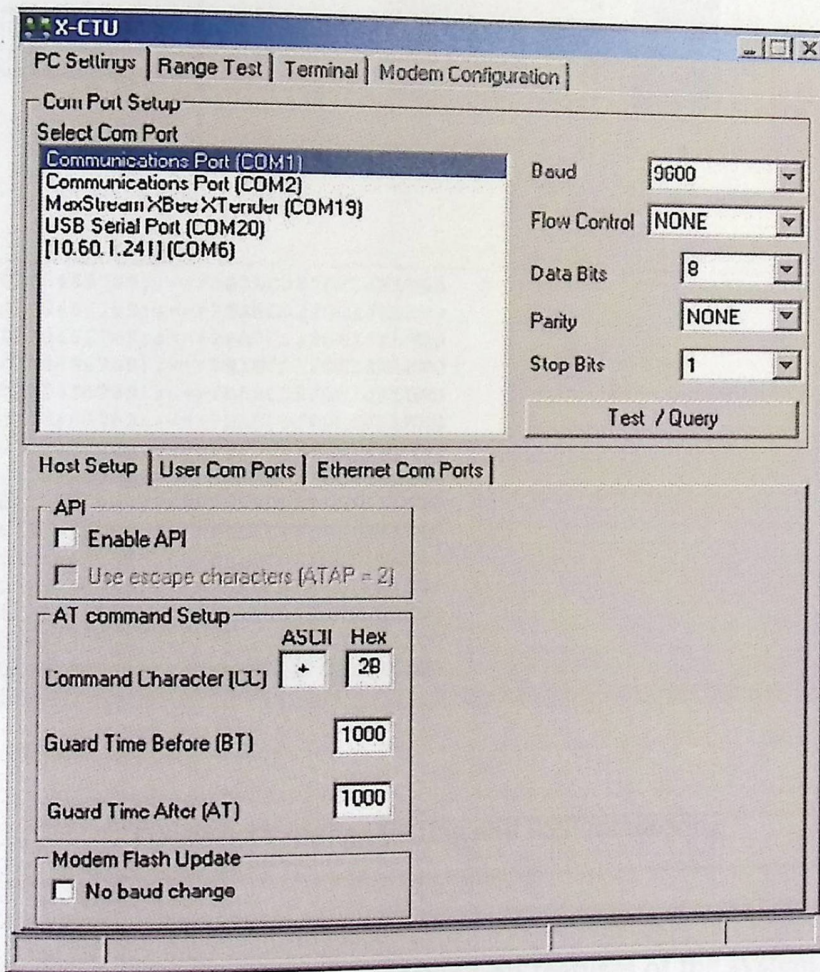 X-CTU
PC Settings Range Test Terminal Modem Configuration
Com Port Setup
Select Com Port
Communications Port (COM1)
Communications Port (COM2)
MaxStream XBee XTender (COM19)
USB Serial Port (COM20)
[10.60.1.241] (COM6)
Baud 9600
Flow Control NONE
Data Bits 8
Parity NONE
Stop Bits 1
Test / Query
Host Setup User Com Ports Ethernet Com Ports
API
Enable API
Use escape characters (ATAP = 2)
AT command Setup
ASCII Hex
Command Character (CC) + 2B
Guard Time Before (BT) 1000
Guard Time After (AT) 1000
Modem Flash Update
No baud change